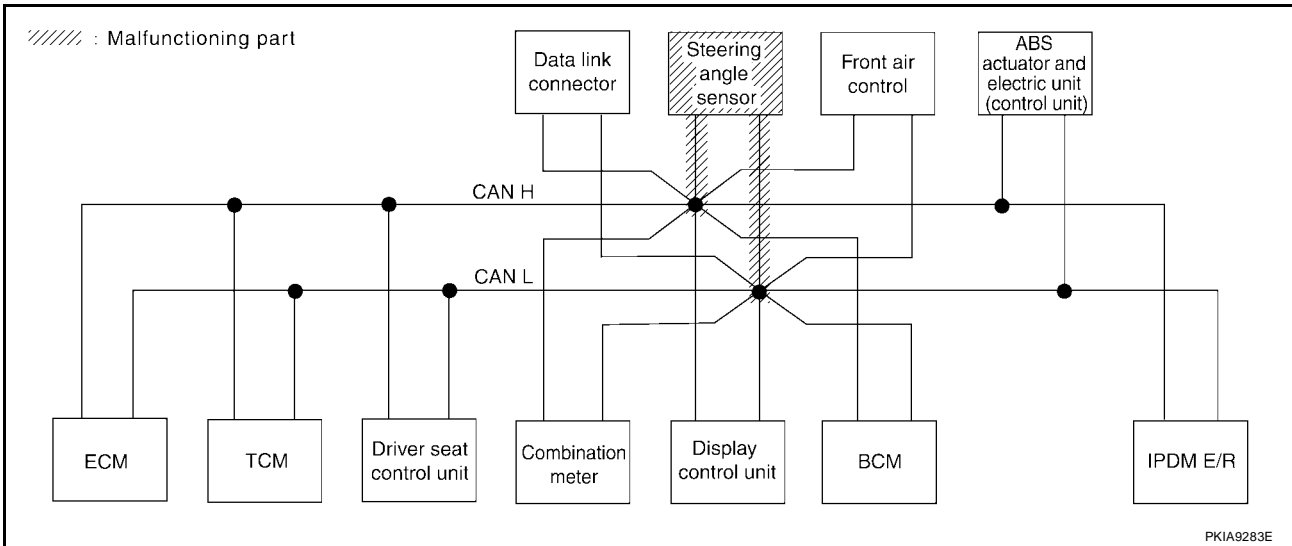 : Malfunctioning part
Data link
connector
Steering
angle
sensor
Front air
control
ABS
actuator and
electric unit
(control unit)
CAN H
CAN L
ECM
TCM
Driver seat
control unit
Combination
meter
Display
control unit
BCM
IPDM E/R
PKIA9283E